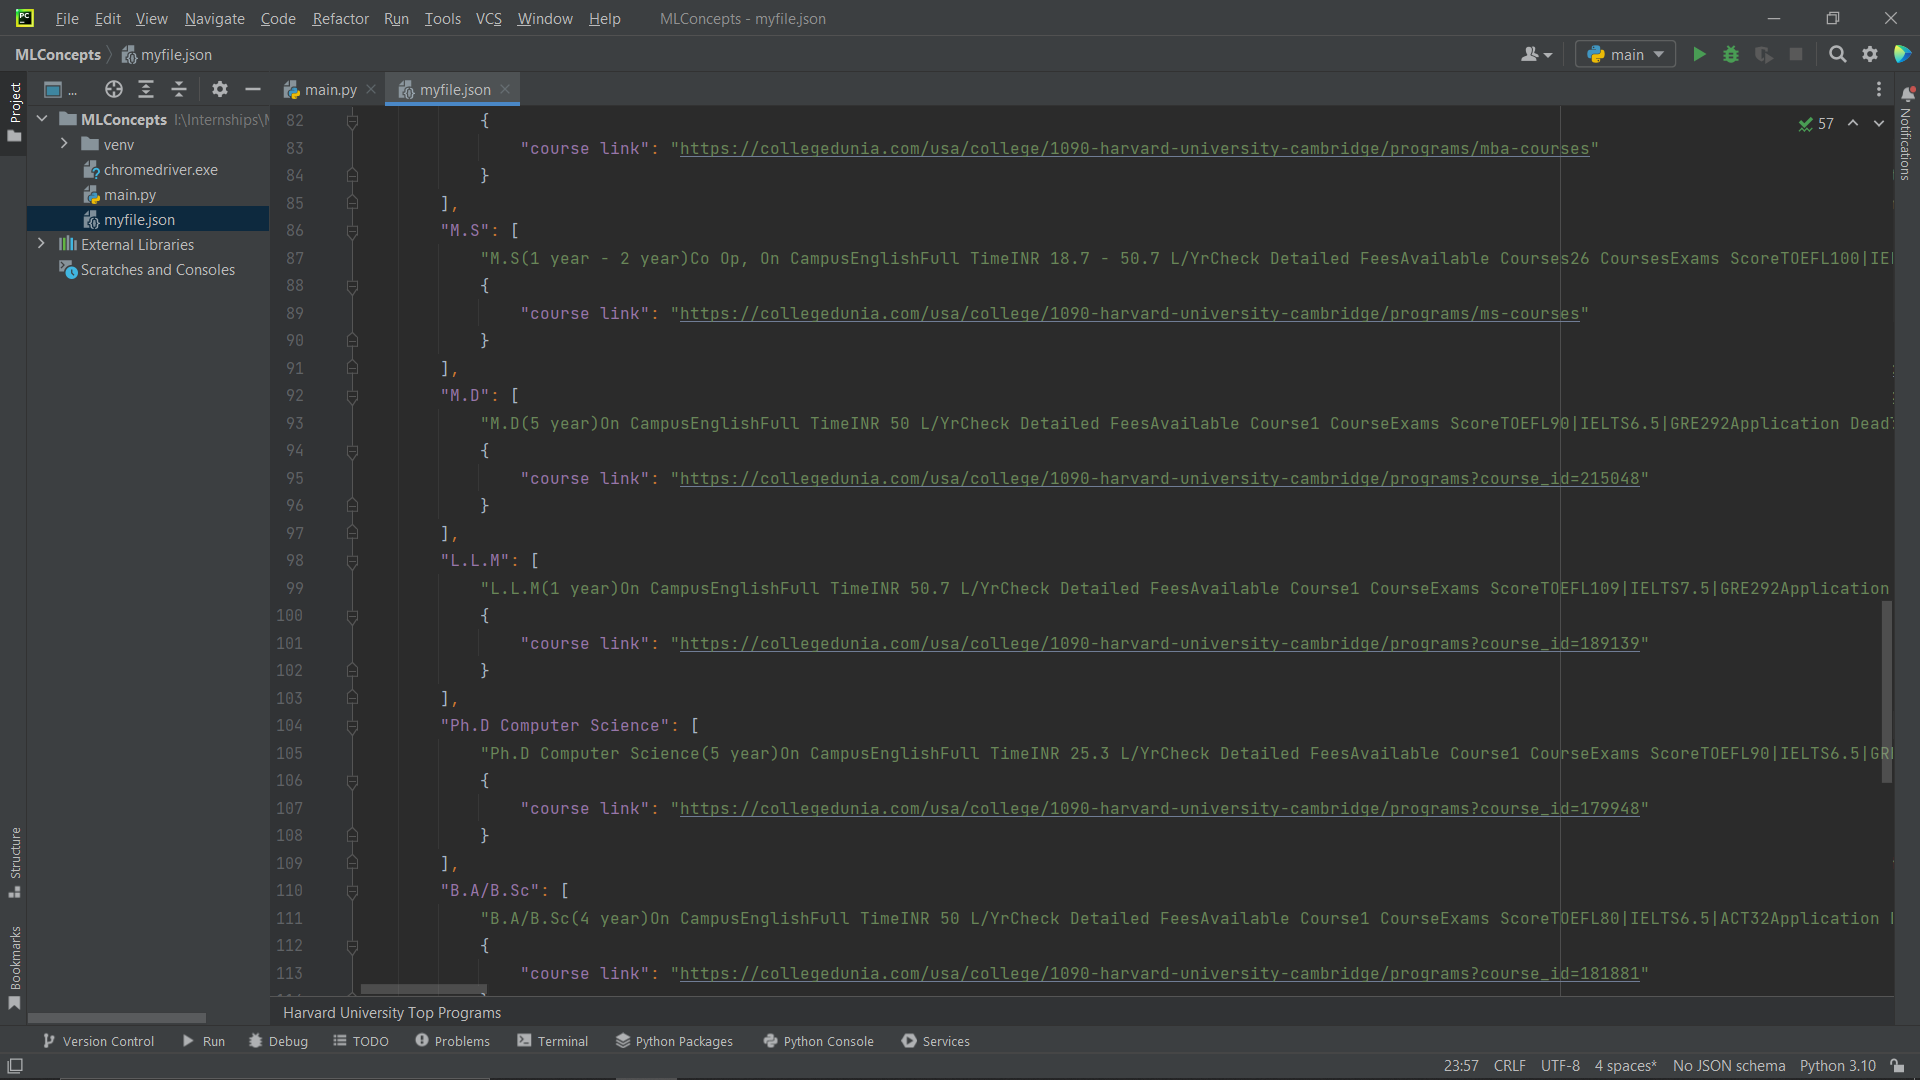 File Edit View Navigate Code Refactor Run Tools VCS Window Help MLConcepts - myfile.json
MLConcepts myfile.json main
Project
... main.py myfile.json
MLConcepts I:\Internships\
venv
chromedriver.exe
main.py
myfile.json
External Libraries
Scratches and Consoles
Structure
Bookmarks
Notifications
57
82 {
83 "course link": "https://collegedunia.com/usa/college/1090-harvard-university-cambridge/programs/mba-courses"
84 }
85 ],
86 "M.S": [
87 "M.S(1 year - 2 year)Co Op, On CampusEnglishFull TimeINR 18.7 - 50.7 L/YrCheck Detailed FeesAvailable Courses26 CoursesExams ScoreTOEFL100|IE
88 {
89 "course link": "https://collegedunia.com/usa/college/1090-harvard-university-cambridge/programs/ms-courses"
90 }
91 ],
92 "M.D": [
93 "M.D(5 year)On CampusEnglishFull TimeINR 50 L/YrCheck Detailed FeesAvailable Course1 CourseExams ScoreTOEFL90|IELTS6.5|GRE292Application Dead
94 {
95 "course link": "https://collegedunia.com/usa/college/1090-harvard-university-cambridge/programs?course_id=215048"
96 }
97 ],
98 "L.L.M": [
99 "L.L.M(1 year)On CampusEnglishFull TimeINR 50.7 L/YrCheck Detailed FeesAvailable Course1 CourseExams ScoreTOEFL109|IELTS7.5|GRE292Application
100 {
101 "course link": "https://collegedunia.com/usa/college/1090-harvard-university-cambridge/programs?course_id=189139"
102 }
103 ],
104 "Ph.D Computer Science": [
105 "Ph.D Computer Science(5 year)On CampusEnglishFull TimeINR 25.3 L/YrCheck Detailed FeesAvailable Course1 CourseExams ScoreTOEFL90|IELTS6.5|GR
106 {
107 "course link": "https://collegedunia.com/usa/college/1090-harvard-university-cambridge/programs?course_id=179948"
108 }
109 ],
110 "B.A/B.Sc": [
111 "B.A/B.Sc(4 year)On CampusEnglishFull TimeINR 50 L/YrCheck Detailed FeesAvailable Course1 CourseExams ScoreTOEFL80|IELTS6.5|ACT32Application
112 {
113 "course link": "https://collegedunia.com/usa/college/1090-harvard-university-cambridge/programs?course_id=181881"
Harvard University Top Programs
Version Control Run Debug TODO Problems Terminal Python Packages Python Console Services
23:57 CRLF UTF-8 4 spaces* No JSON schema Python 3.10